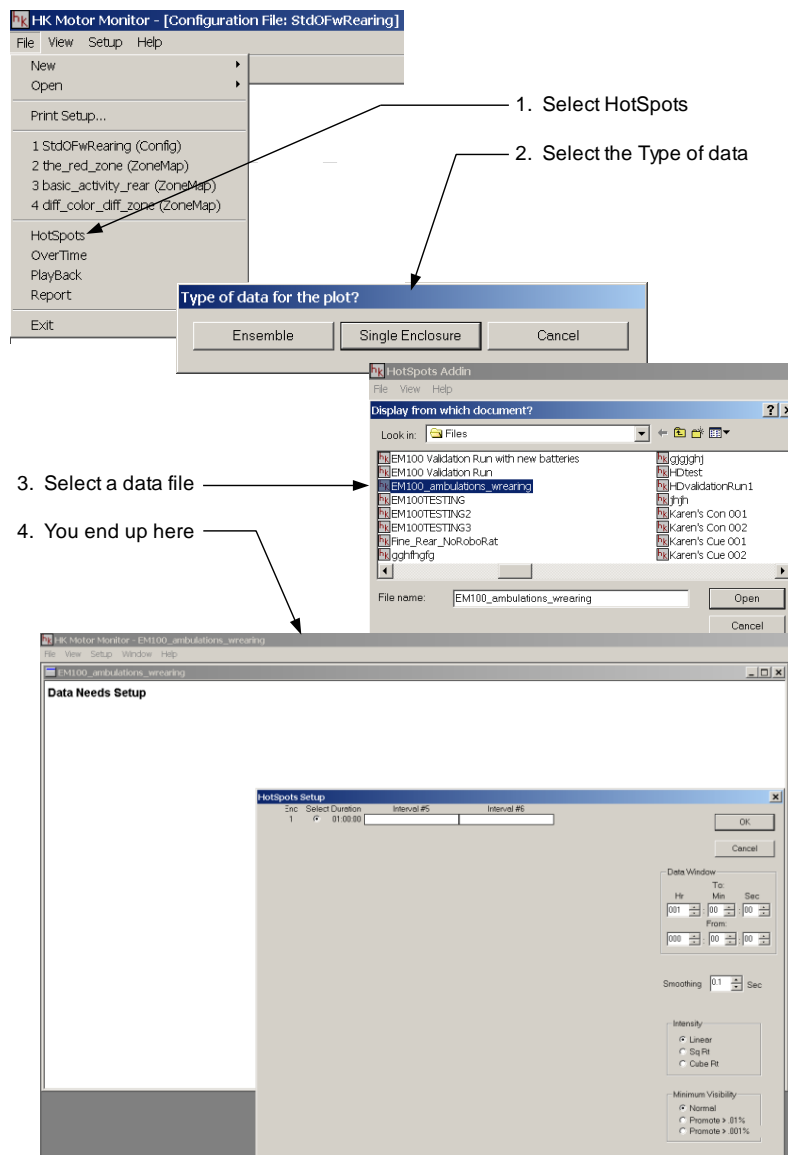 hk HK Motor Monitor - [Configuration File: StdOFwRearing]
File View Setup Help
New
Open
Print Setup...
1 StdOFwRearing (Config)
2 the_red_zone (ZoneMap)
3 basic_activity_rear (ZoneMap)
4 diff_color_diff_zone (ZoneMap)
HotSpots
OverTime
PlayBack
Report
Exit
1. Select HotSpots
2. Select the Type of data
Type of data for the plot?
Ensemble Single Enclosure Cancel
hk HotSpots Addin
File View Help
Display from which document?
Look in: Files
EM100 Validation Run with new batteries
EM100 Validation Run
EM100_ambulations_wrearing
EM100TESTING
EM100TESTING2
EM100TESTING3
Fine_Rear_NoRoboRat
gghfhgfg
gjgjghj
HDtest
HDvalidationRun1
jhjh
Karen's Con 001
Karen's Con 002
Karen's Cue 001
Karen's Cue 002
File name: EM100_ambulations_wrearing Open
Cancel
3. Select a data file
4. You end up here
hk HK Motor Monitor - EM100_ambulations_wrearing
File View Setup Window Help
EM100_ambulations_wrearing
Data Needs Setup
HotSpots Setup
Enc Select Duration Interval #5 Interval #6
1 01:00:00
OK
Cancel
Data Window
To:
Hr Min Sec
001 : 00 : 00
From:
000 : 00 : 00
Smoothing 0.1 Sec
Intensity
Linear
Sq Rt
Cube Rt
Minimum Visibility
Normal
Promote > .01%
Promote > .001%